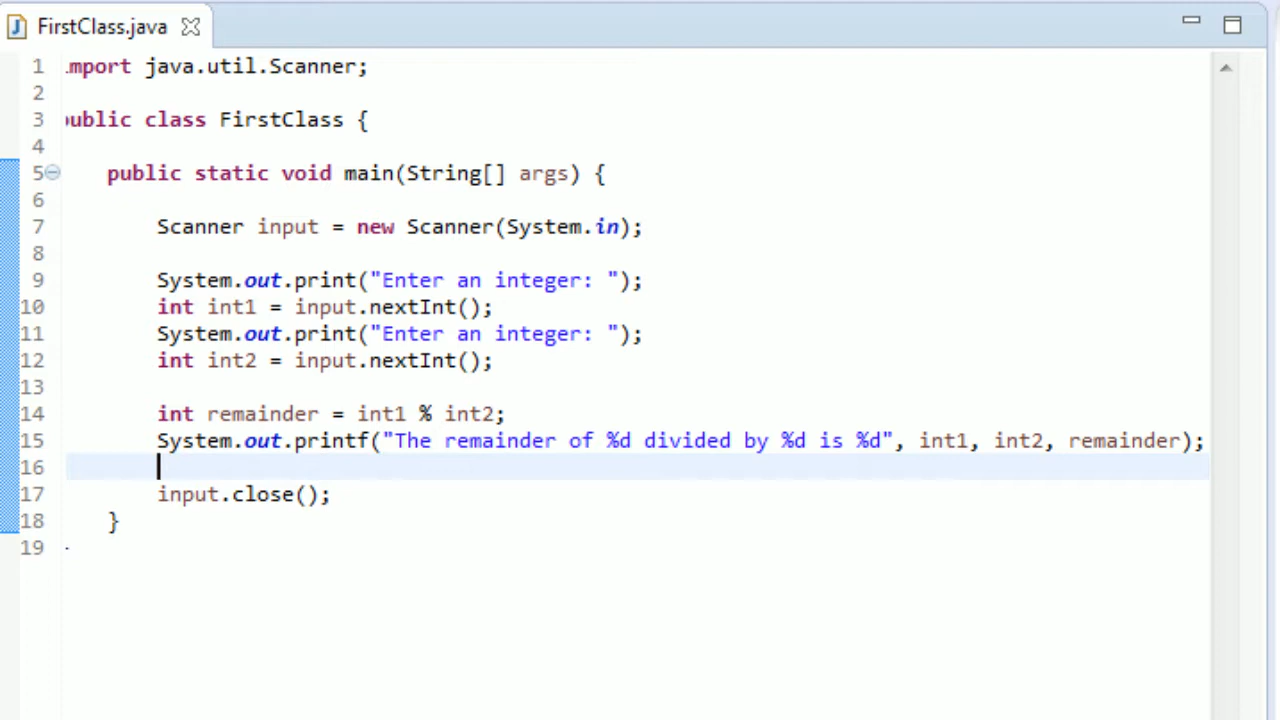 FirstClass.java
1 mport java.util.Scanner;
2
3 public class FirstClass {
4
5 public static void main(String[] args) {
6
7 Scanner input = new Scanner(System.in);
8
9 System.out.print("Enter an integer: ");
10 int int1 = input.nextInt();
11 System.out.print("Enter an integer: ");
12 int int2 = input.nextInt();
13
14 int remainder = int1 % int2;
15 System.out.printf("The remainder of %d divided by %d is %d", int1, int2, remainder);
16
17 input.close();
18 }
19